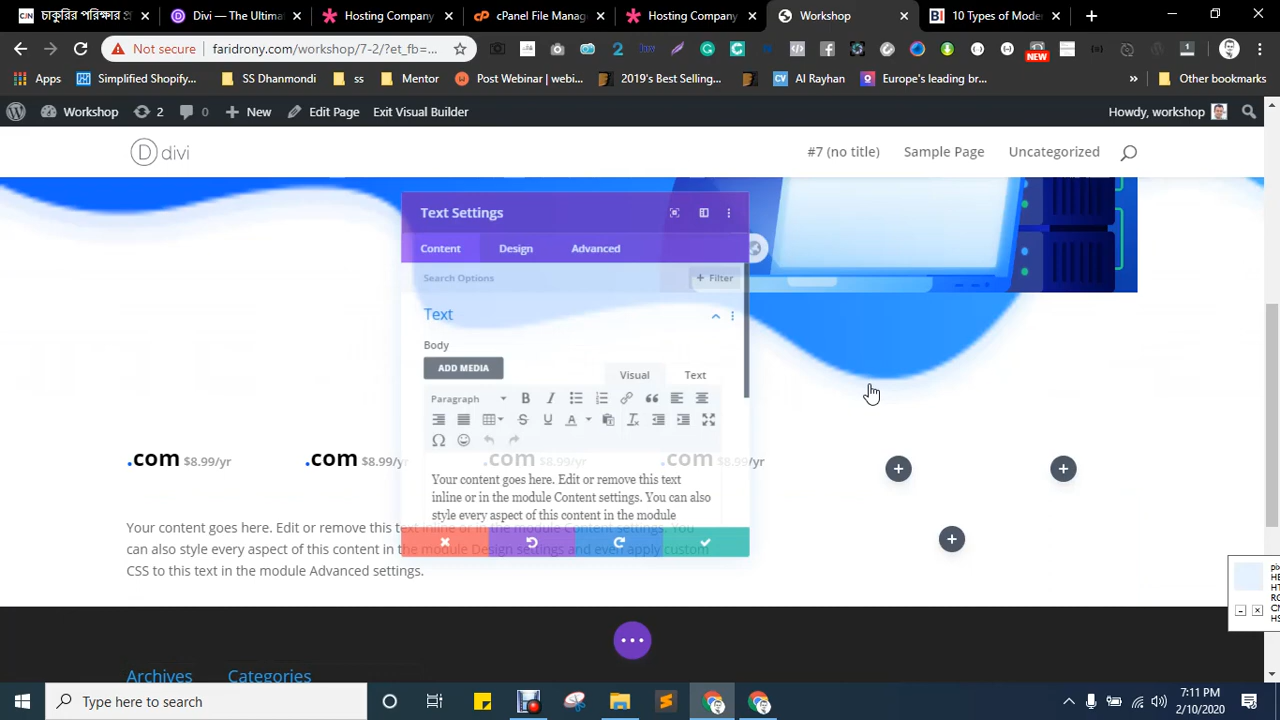 চাকুরির পরিক্ষার
Divi — The Ultima
Hosting Company
cPanel File Manag
Hosting Company
Workshop
10 Types of Mode
Not secure
faridrony.com/workshop/7-2/?et_fb=...
NEW
1
Apps
Simplified Shopify...
SS Dhanmondi
ss
Mentor
Post Webinar | webi...
2019's Best Selling...
Al Rayhan
Europe's leading br...
Other bookmarks
Workshop
2
0
New
Edit Page
Exit Visual Builder
Howdy, workshop
divi
#7 (no title)
Sample Page
Uncategorized
Text Settings
Content
Design
Advanced
Search Options
+ Filter
Text
Body
ADD MEDIA
Visual
Text
Paragraph
.com $8.99/yr
.com $8.99/yr
.com $8.99/yr
.com $8.99/yr
Your content goes here. Edit or remove this text
inline or in the module Content settings. You can also
style every aspect of this content in the module
Your content goes here. Edit or remove this text inline or in the module Content settings. You
can also style every aspect of this content in the module Design settings and even apply custom
CSS to this text in the module Advanced settings.
Archives
Categories
Type here to search
7:11 PM
2/10/2020